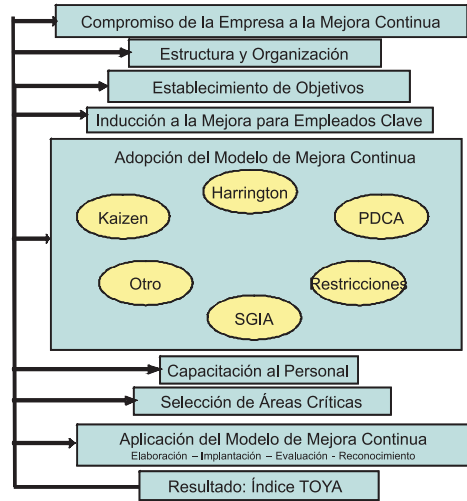 Compromiso de la Empresa a la Mejora Continua
Estructura y Organización
Establecimiento de Objetivos
Inducción a la Mejora para Empleados Clave
Adopción del Modelo de Mejora Continua
Harrington
Kaizen
PDCA
Otro
Restricciones
SGIA
Capacitación al Personal
Selección de Áreas Críticas
Aplicación del Modelo de Mejora Continua
Elaboración – Implantación – Evaluación - Reconocimiento
Resultado: Índice TOYA